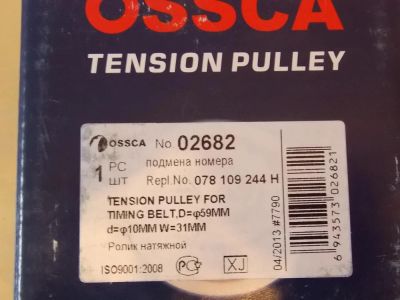 OSSCA
TENSION PULLEY
OSSCA No. 02682
подмена номера
1 PC
шт Repl.No. 078 109 244 H
TENSION PULLEY FOR
TIMING BELT,D=φ59MM
d=φ10MM W=31MM
Ролик натяжной
ISO9001:2008 PC XJ
04/2013 #7790
6 943573 026821